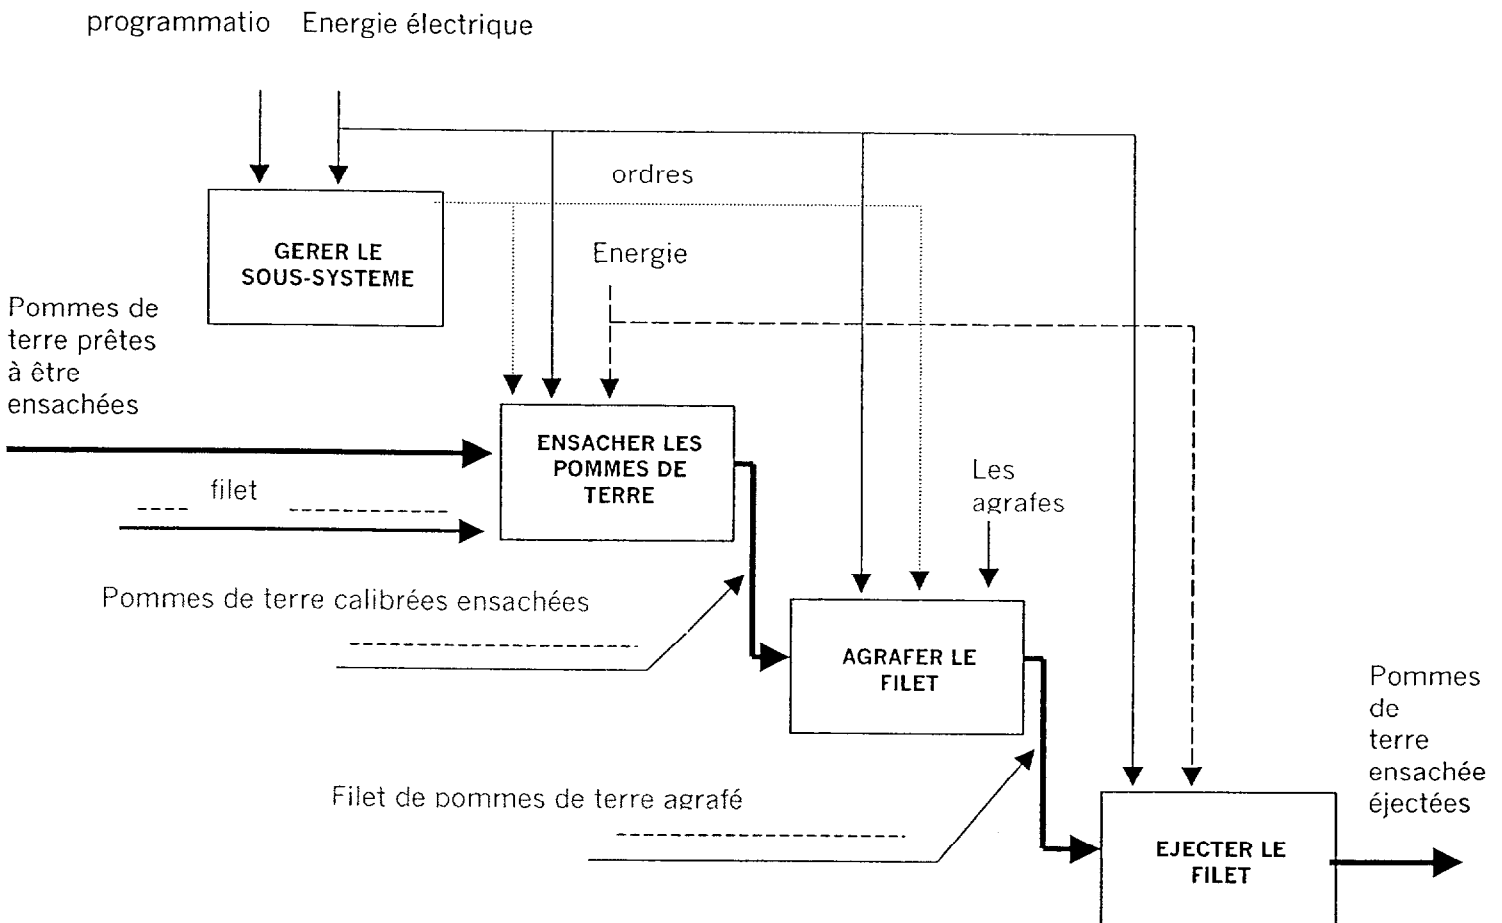 programmatio Energie électrique
ordres
GERER LE
SOUS-SYSTEME
Energie
Pommes de
terre prêtes
à être
ensachées
ENSACHER LES
POMMES DE
TERRE
filet
Les
agrafes
Pommes de terre calibrées ensachées
AGRAFER LE
FILET
Pommes
de
terre
ensachée
éjectées
Filet de pommes de terre agrafé
EJECTER LE
FILET